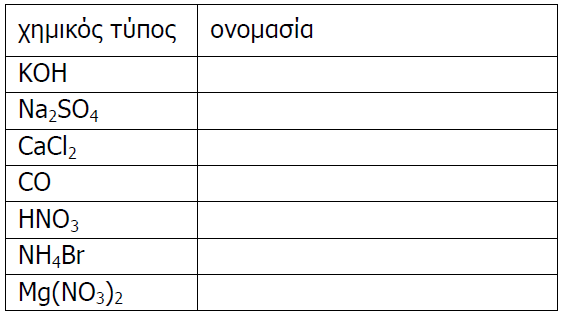 χημικός τύπος ονομασία
KOH
Na₂SO₄
CaCl₂
CO
HNO₃
NH₄Br
Mg(NO₃)₂